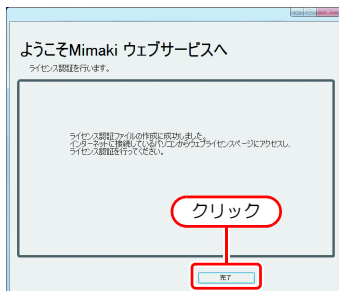 ようこそMimaki ウェブサービスへ
ライセンス認証を行います。
ライセンス認証ファイルの作成に成功しました。
インターネットに接続しているパソコンからウェブライセンスページにアクセスし、
ライセンス認証を行ってください。
クリック
完了